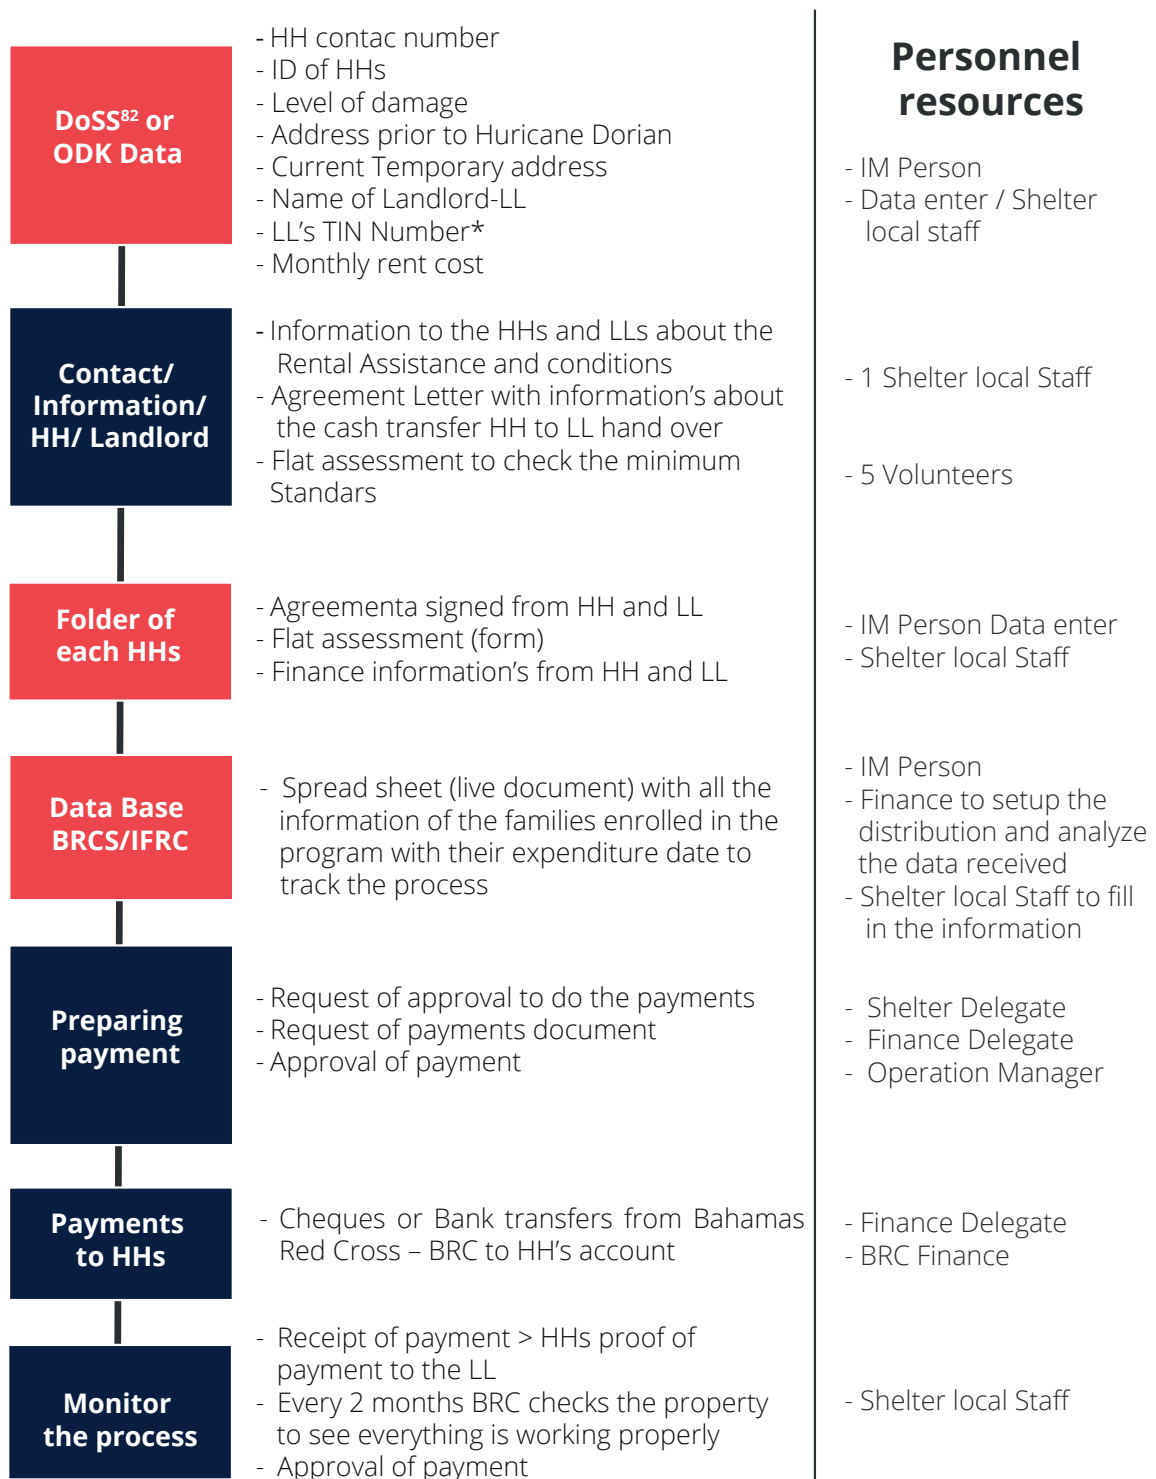 DoSS82 or
ODK Data
- HH contac number
- ID of HHs
- Level of damage
- Address prior to Huricane Dorian
- Current Temporary address
- Name of Landlord-LL
- LL's TIN Number*
- Monthly rent cost
Personnel
resources
- IM Person
- Data enter / Shelter
local staff
Contact/
Information/
HH/ Landlord
- Information to the HHs and LLs about the
Rental Assistance and conditions
- Agreement Letter with information's about
the cash transfer HH to LL hand over
- Flat assessment to check the minimum
Standars
- 1 Shelter local Staff
- 5 Volunteers
Folder of
each HHs
- Agreementa signed from HH and LL
- Flat assessment (form)
- Finance information's from HH and LL
- IM Person Data enter
- Shelter local Staff
Data Base
BRCS/IFRC
- Spread sheet (live document) with all the
information of the families enrolled in the
program with their expenditure date to
track the process
- IM Person
- Finance to setup the
distribution and analyze
the data received
- Shelter local Staff to fill
in the information
Preparing
payment
- Request of approval to do the payments
- Request of payments document
- Approval of payment
- Shelter Delegate
- Finance Delegate
- Operation Manager
Payments
to HHs
- Cheques or Bank transfers from Bahamas
Red Cross – BRC to HH's account
- Finance Delegate
- BRC Finance
Monitor
the process
- Receipt of payment > HHs proof of
payment to the LL
- Every 2 months BRC checks the property
to see everything is working properly
- Approval of payment
- Shelter local Staff